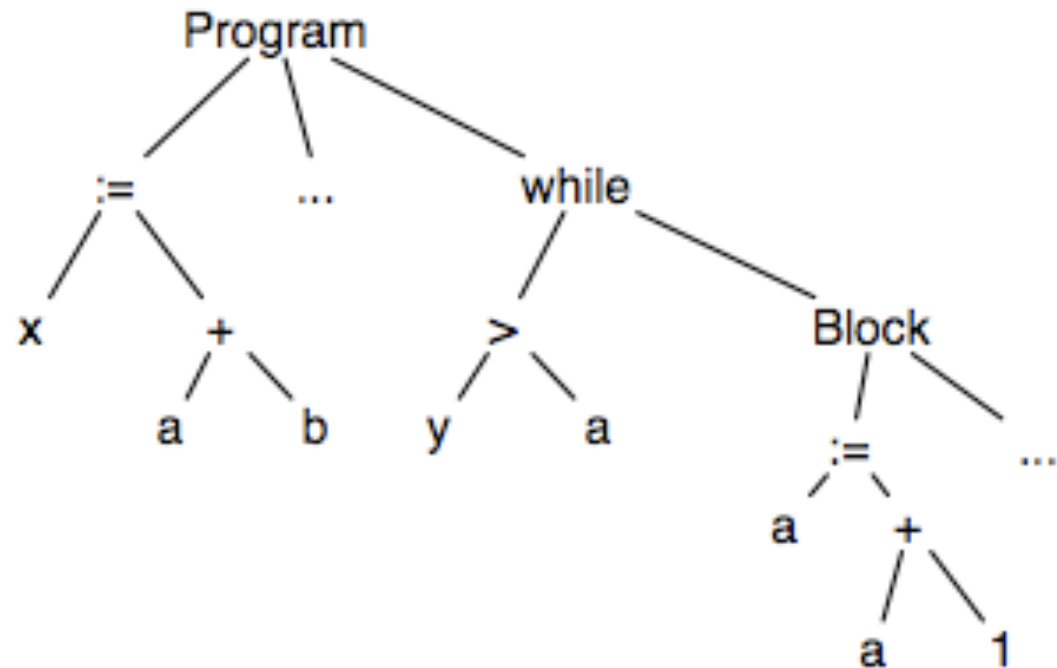 Program
:= ... while
x + > Block
a b y a := ...
a +
a 1